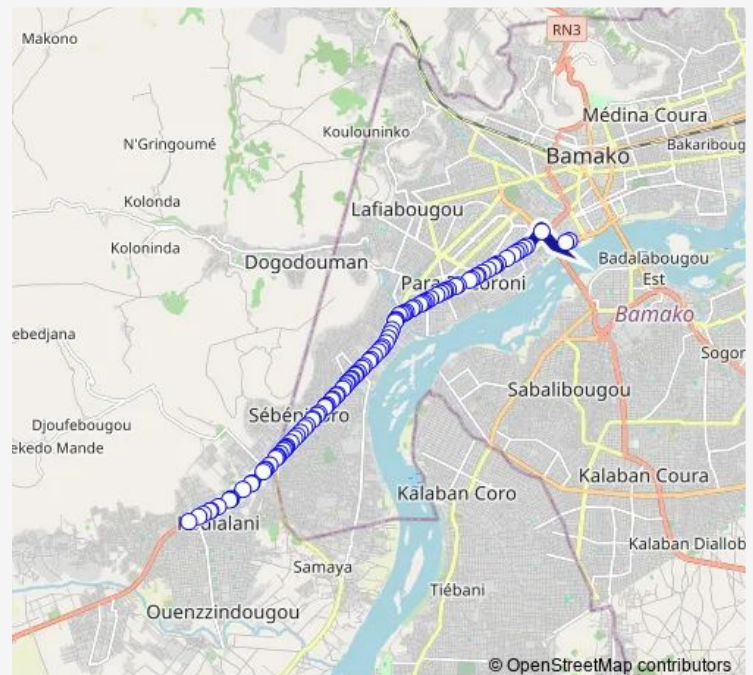 Makono
RN3
Médina Coura
N'Gringoumé
Koulouninko
Bamako
Bakariboug
Kolonda
Lafiabougou
Koloninda
Dogodouman
Badalabougou
Est
Bamako
ebedjana
Sogor
Sabalibougou
Djoufebougou
ekedo Mande
Kalaban Coura
Kalaban Coro
Kalaban Diallob
Samaya
Tiébani
Ouenzzindougou
© OpenStreetMap contributors